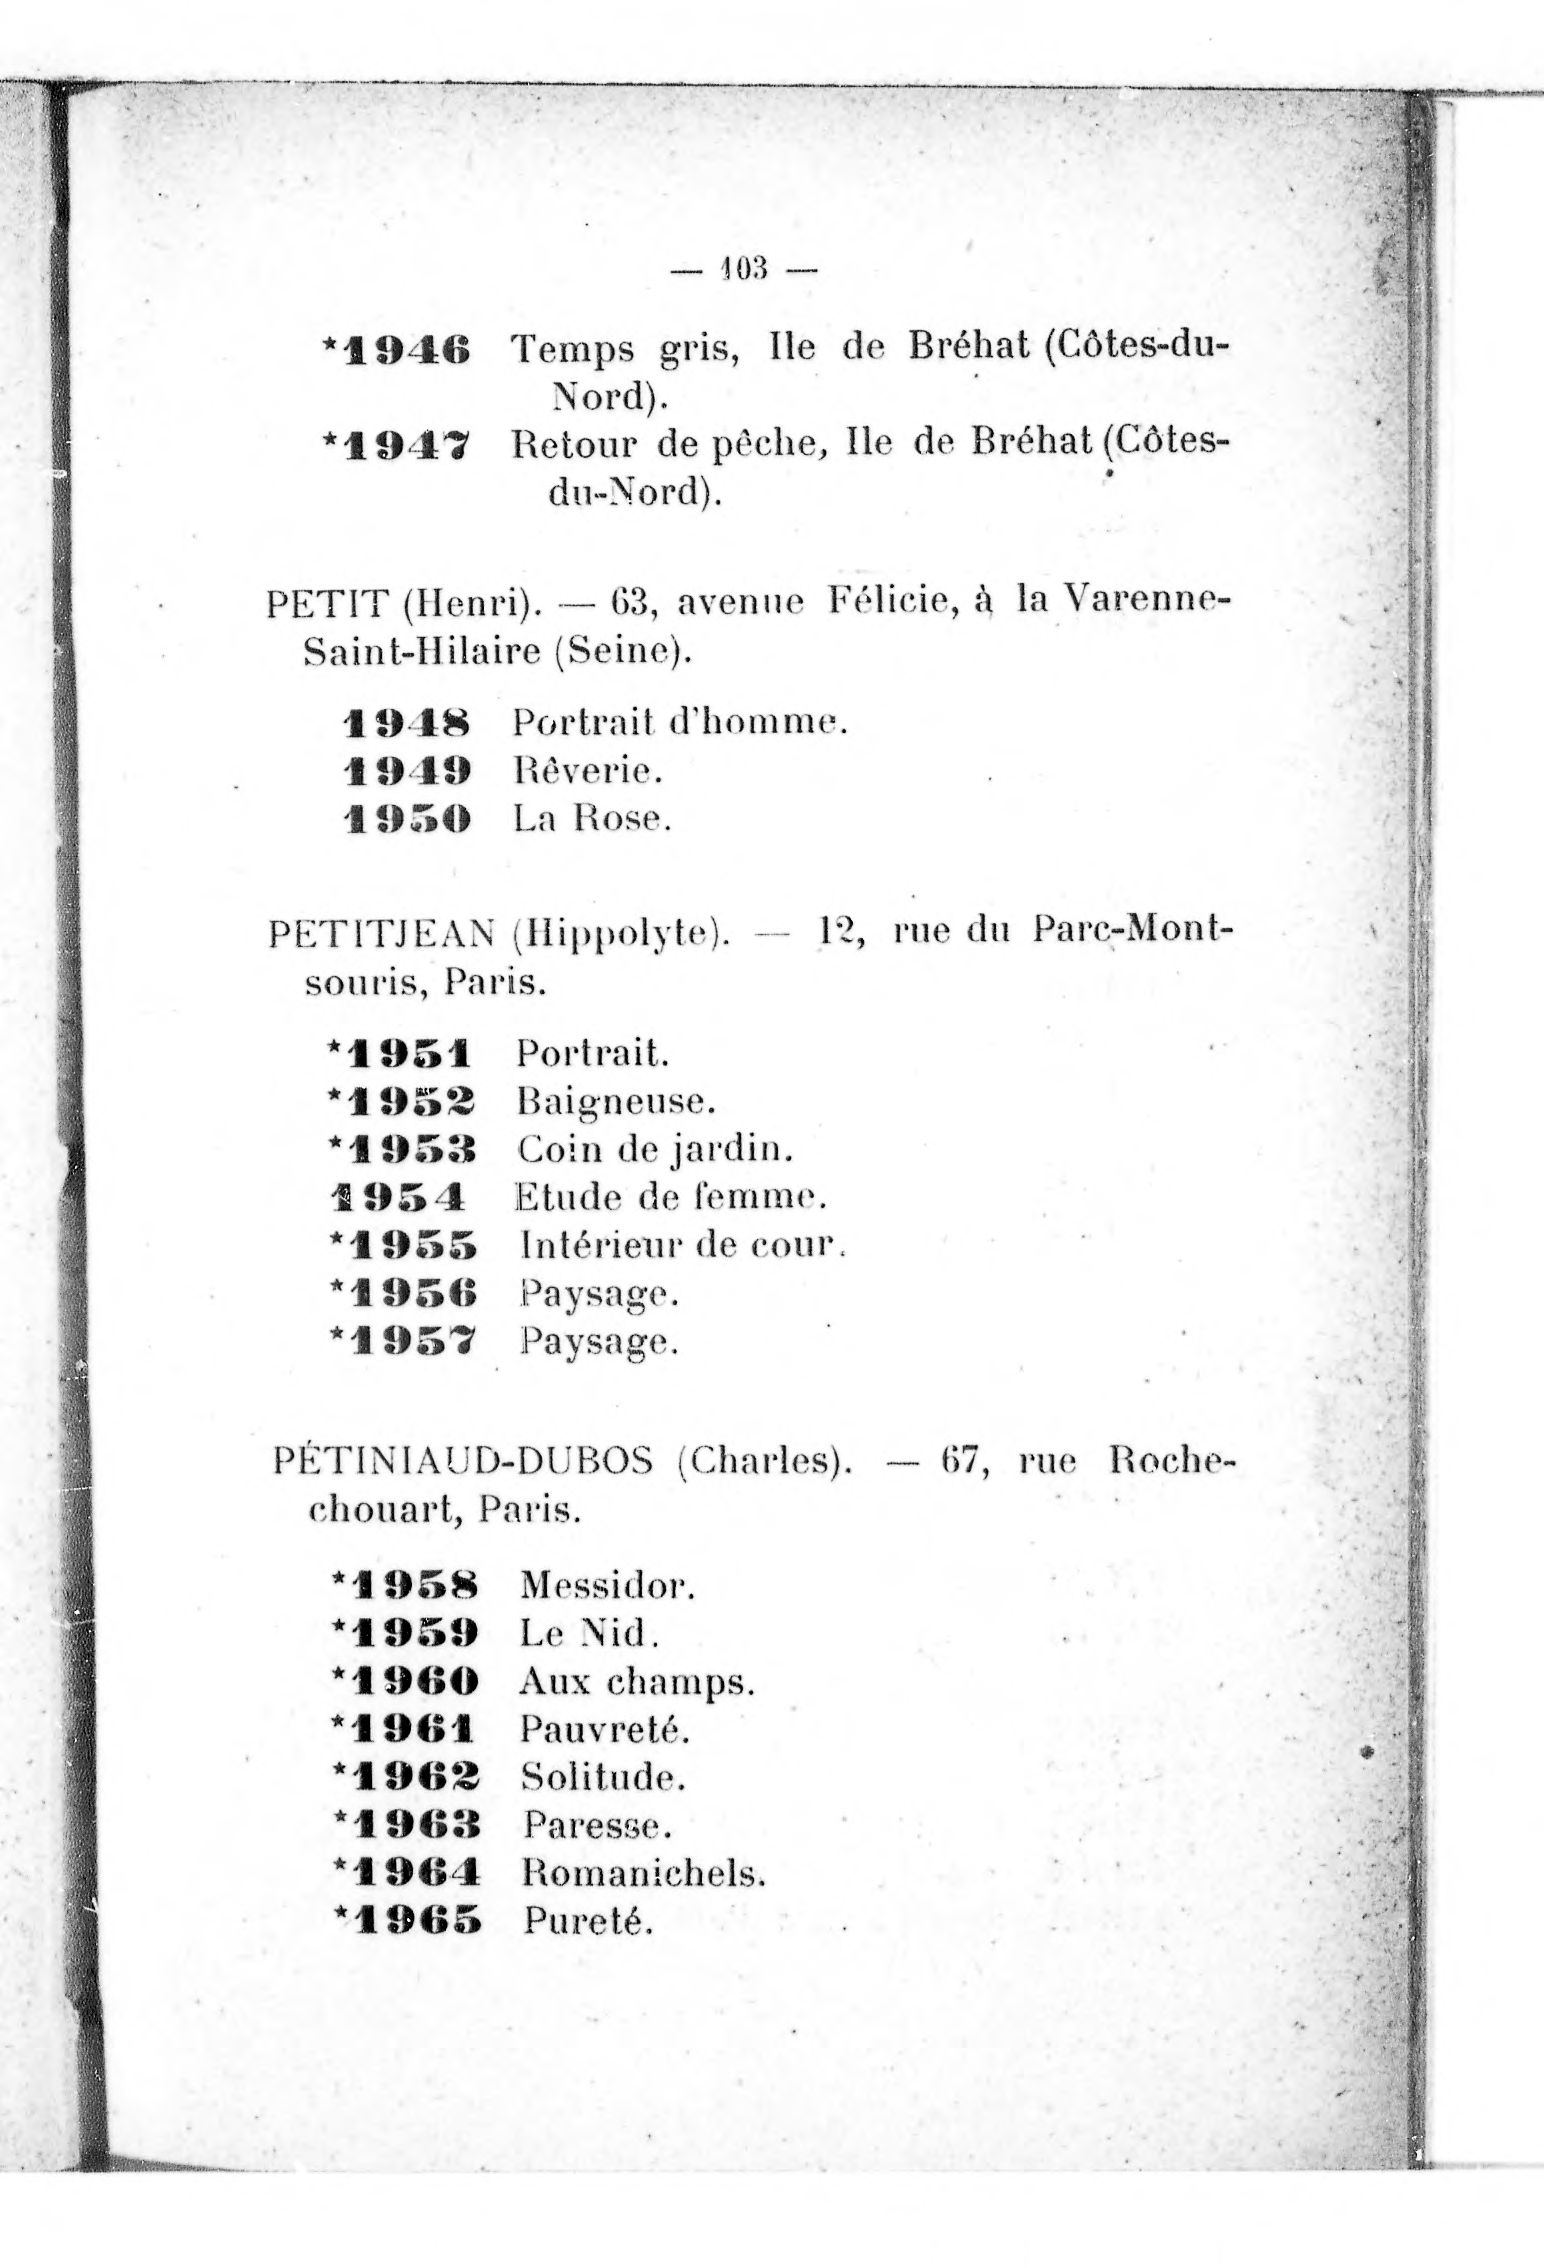 — 103 —
*1946 Temps gris, Ile de Bréhat (Côtes-du-
Nord).
*1947 Retour de pêche, Ile de Bréhat (Côtes-
du-Nord).
PETIT (Henri). — 63, avenue Félicie, à la Varenne-
Saint-Hilaire (Seine).
1948 Portrait d'homme.
1949 Rêverie.
1950 La Rose.
PETITJEAN (Hippolyte). — 12, rue du Parc-Mont-
souris, Paris.
*1951 Portrait.
*1952 Baigneuse.
*1953 Coin de jardin.
1954 Etude de femme.
*1955 Intérieur de cour.
*1956 Paysage.
*1957 Paysage.
PÉTINIAUD-DUBOS (Charles). — 67, rue Roche-
chouart, Paris.
*1958 Messidor.
*1959 Le Nid.
*1960 Aux champs.
*1961 Pauvreté.
*1962 Solitude.
*1963 Paresse.
*1964 Romanichels.
*1965 Pureté.